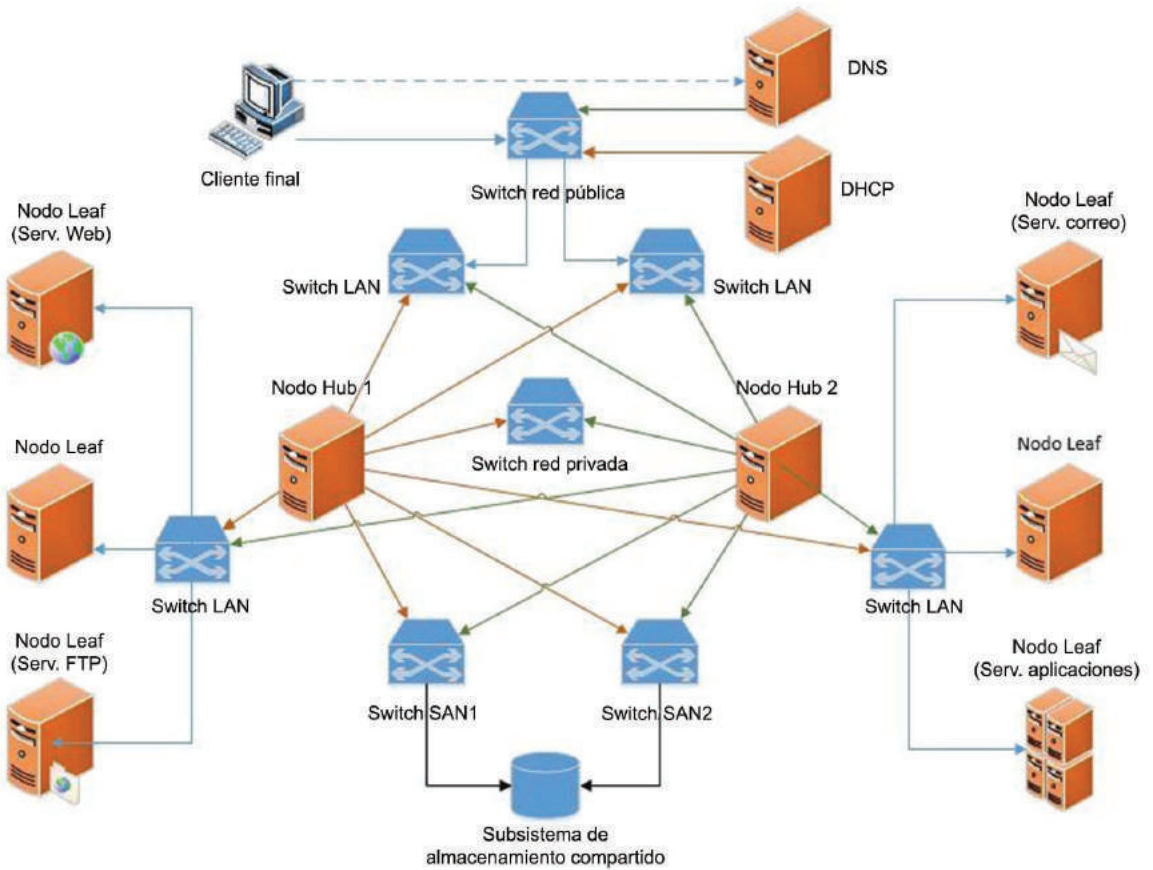 DNS
Cliente final
Switch red pública
DHCP
Nodo Leaf
(Serv. Web)
Nodo Leaf
(Serv. correo)
Switch LAN
Switch LAN
Nodo Hub 1
Nodo Hub 2
Switch red privada
Nodo Leaf
Nodo Leaf
Switch LAN
Switch LAN
Nodo Leaf
(Serv. FTP)
Nodo Leaf
(Serv. aplicaciones)
Switch SAN1
Switch SAN2
Subsistema de
almacenamiento compartido